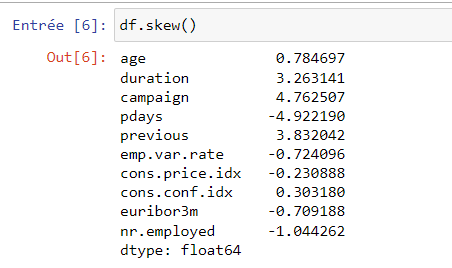 Entrée [6]: df.skew()
Out[6]: age 0.784697
duration 3.263141
campaign 4.762507
pdays -4.922190
previous 3.832042
emp.var.rate -0.724096
cons.price.idx -0.230888
cons.conf.idx 0.303180
euribor3m -0.709188
nr.employed -1.044262
dtype: float64